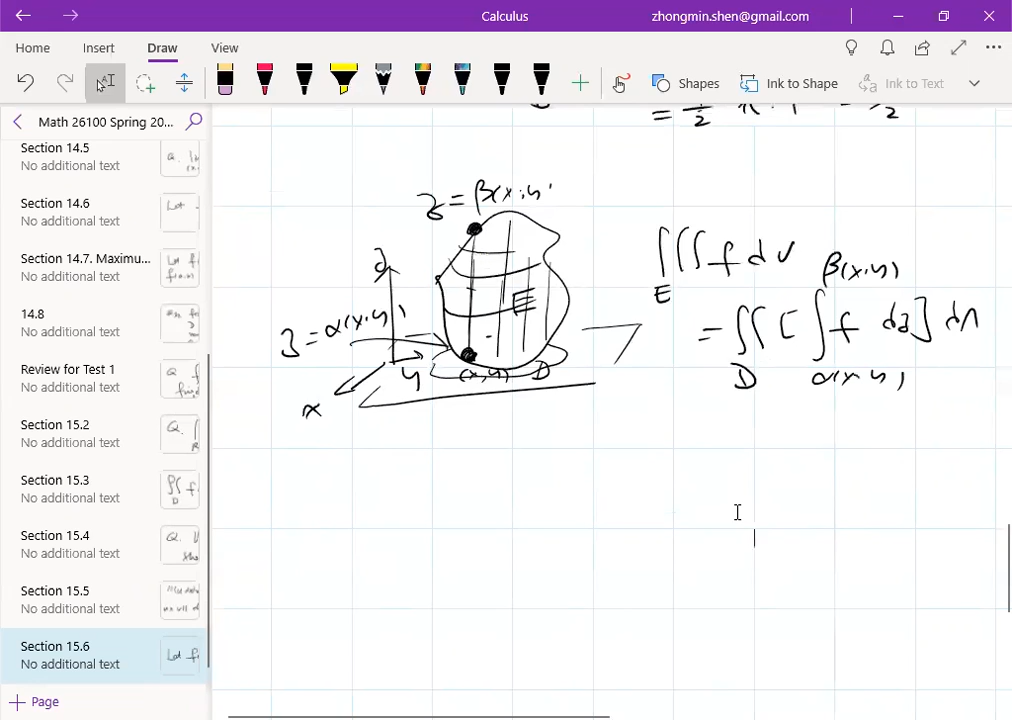 Calculus
zhongmin.shen@gmail.com
Home Insert Draw View
Shapes Ink to Shape Ink to Text
Math 26100 Spring 20...
Section 14.5
No additional text
Section 14.6
No additional text
Section 14.7. Maximu...
No additional text
14.8
No additional text
Review for Test 1
No additional text
Section 15.2
No additional text
Section 15.3
No additional text
Section 15.4
No additional text
Section 15.5
No additional text
Section 15.6
No additional text
Page
z = β(x,y)
z
z = α(x,y)
E
y
(x,y) D
x
∭ f dV
E
β(x,y)
= ∬ [ ∫ f dz ] dA
D α(x,y)